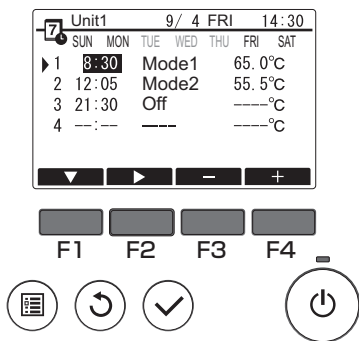 7 Unit1 9/ 4 FRI 14:30
SUN MON TUE WED THU FRI SAT
1 8:30 Mode1 65.0°C
2 12:05 Mode2 55.5°C
3 21:30 Off ----°C
4 --:-- ---- ----°C
− +
F1 F2 F3 F4